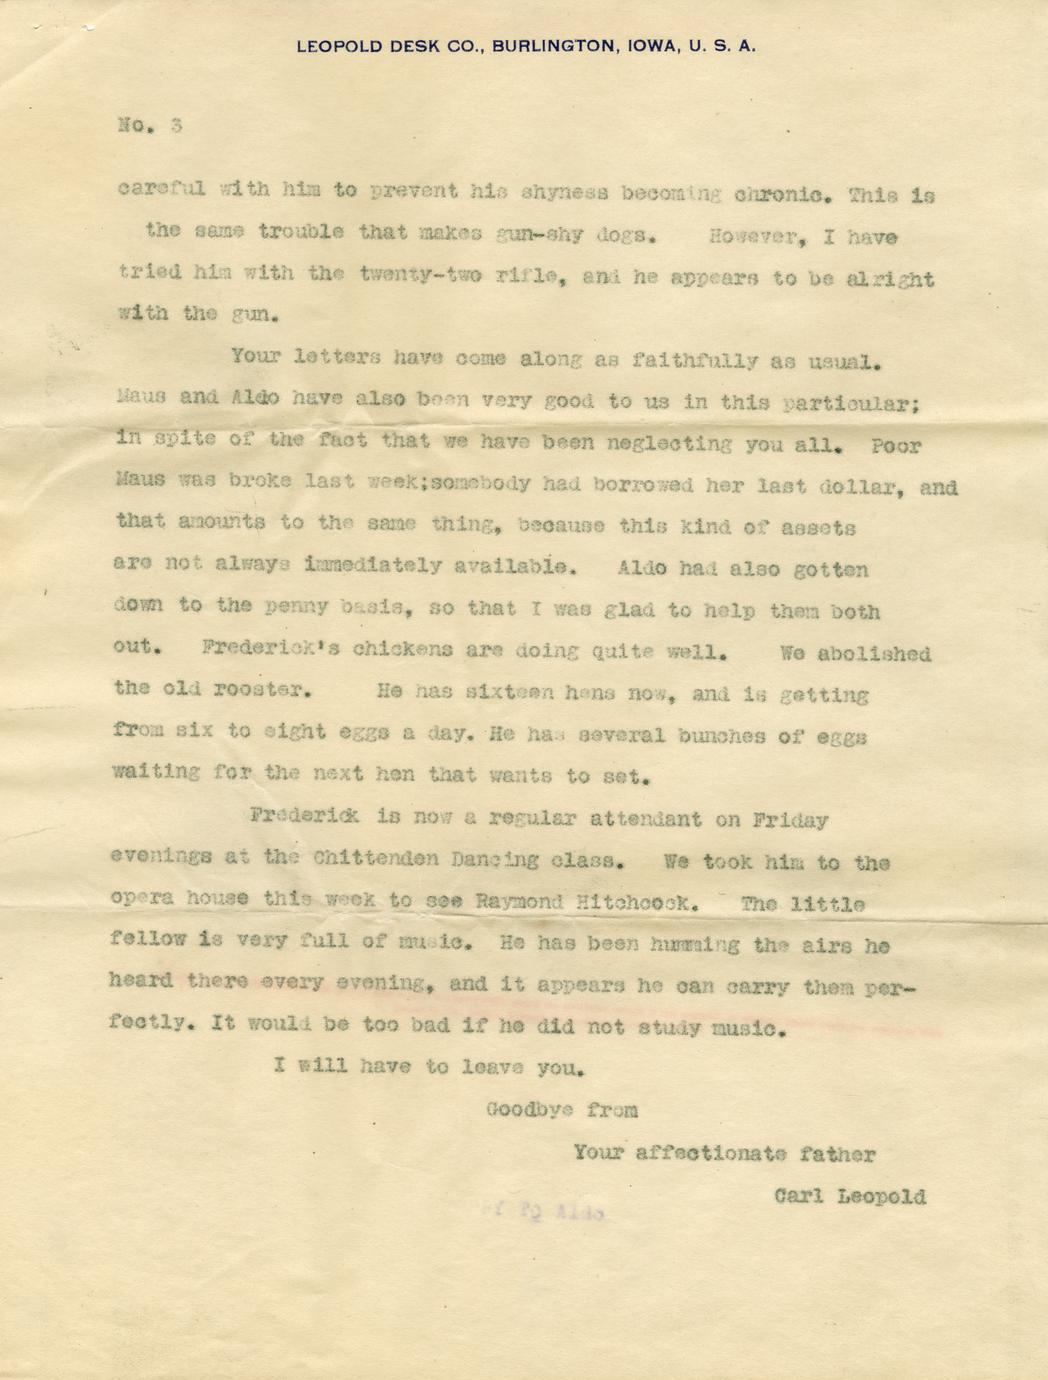 LEOPOLD DESK CO., BURLINGTON, IOWA, U. S. A.
No. 3
careful with him to prevent his shyness becoming chronic. This is
the same trouble that makes gun-shy dogs. However, I have
tried him with the twenty-two rifle, and he appears to be alright
with the gun.
Your letters have come along as faithfully as usual.
Maus and Aldo have also been very good to us in this particular;
in spite of the fact that we have been neglecting you all. Poor
Maus was broke last week;somebody had borrowed her last dollar, and
that amounts to the same thing, because this kind of assets
are not always immediately available. Aldo had also gotten
down to the penny basis, so that I was glad to help them both
out. Frederick's chickens are doing quite well. We abolished
the old rooster. He has sixteen hens now, and is getting
from six to eight eggs a day. He has several bunches of eggs
waiting for the next hen that wants to set.
Frederick is now a regular attendant on Friday
evenings at the Chittenden Dancing class. We took him to the
opera house this week to see Raymond Hitchcock. The little
fellow is very full of music. He has been humming the airs he
heard there every evening, and it appears he can carry them per-
fectly. It would be too bad if he did not study music.
I will have to leave you.
Goodbye from
Your affectionate father
Carl Leopold